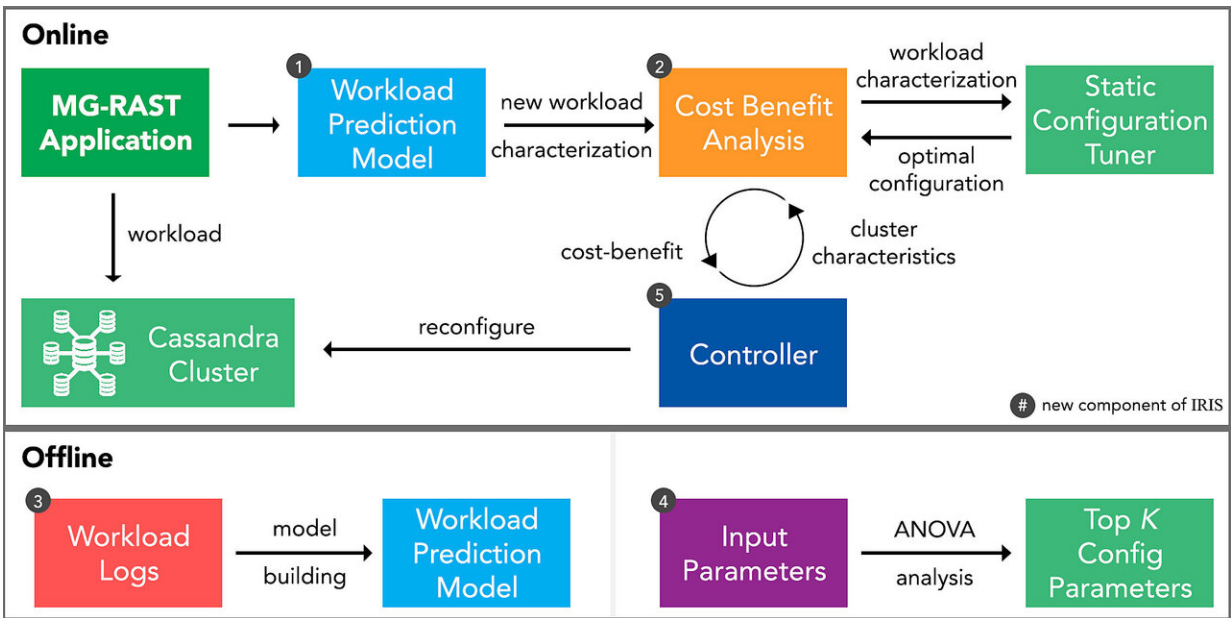 Online
MG-RAST
Application
1
Workload
Prediction
Model
new workload
characterization
2
Cost Benefit
Analysis
workload
characterization
optimal
configuration
Static
Configuration
Tuner
workload
cost-benefit
cluster
characteristics
Cassandra
Cluster
reconfigure
5
Controller
# new component of IRIS
Offline
3
Workload
Logs
model
building
Workload
Prediction
Model
4
Input
Parameters
ANOVA
analysis
Top K
Config
Parameters